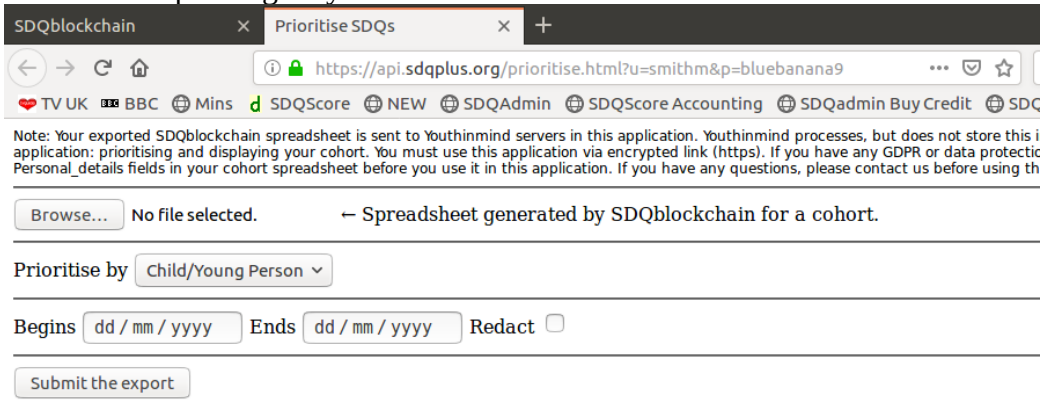 SDQblockchain × Prioritise SDQs × +
https://api.sdqplus.org/prioritise.html?u=smithm&p=bluebanana9
TV UK BBC Mins d SDQScore NEW SDQAdmin SDQScore Accounting SDQadmin Buy Credit SDQ
Note: Your exported SDQblockchain spreadsheet is sent to Youthinmind servers in this application. Youthinmind processes, but does not store this i
application: prioritising and displaying your cohort. You must use this application via encrypted link (https). If you have any GDPR or data protectio
Personal_details fields in your cohort spreadsheet before you use it in this application. If you have any questions, please contact us before using th
Browse... No file selected. ← Spreadsheet generated by SDQblockchain for a cohort.
Prioritise by Child/Young Person
Begins dd / mm / yyyy Ends dd / mm / yyyy Redact
Submit the export